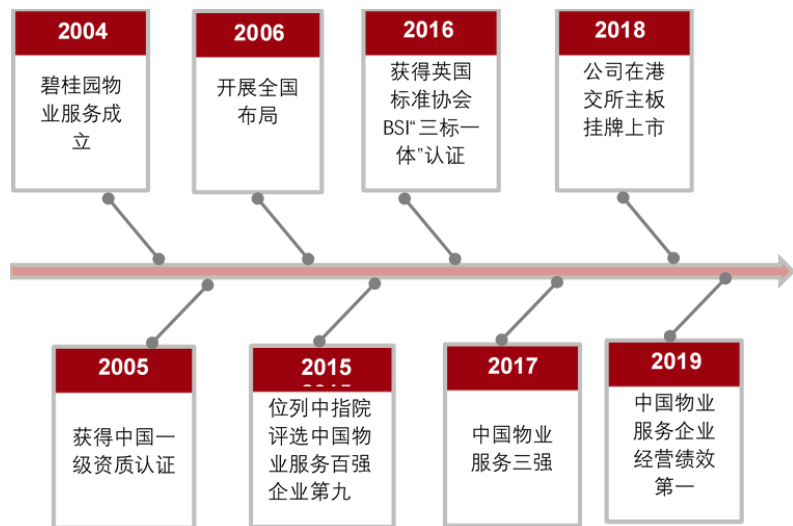 2004
碧桂园物
业服务成
立
2006
开展全国
布局
2016
获得英国
标准协会
BSI“三标一
体”认证
2018
公司在港
交所主板
挂牌上市
2005
获得中国一
级资质认证
2015
位列中指院
评选中国物
业服务百强
企业第九
2017
中国物业
服务三强
2019
中国物业
服务企业
经营绩效
第一